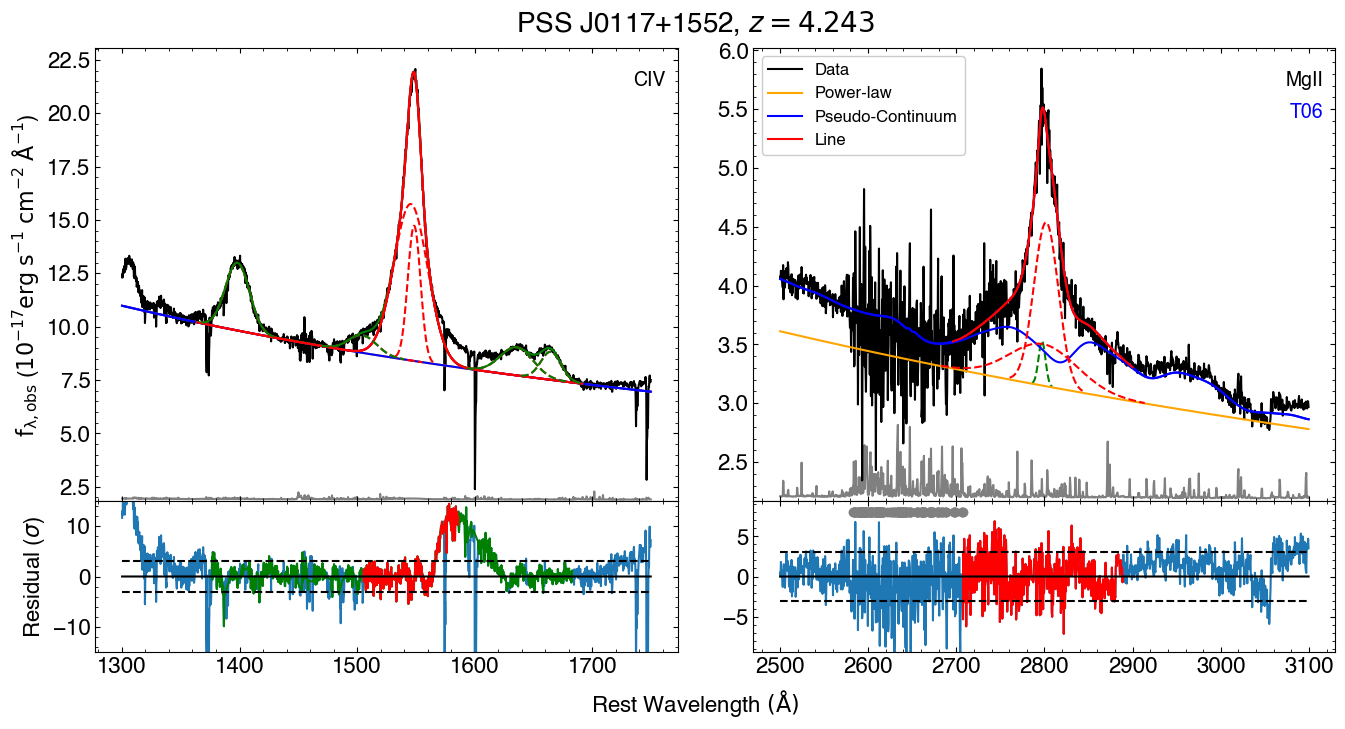 PSS J0117+1552, z = 4.243
CIV
f_λ,obs (10^−17 erg s^−1 cm^−2 Å^−1)
22.5
20.0
17.5
15.0
12.5
10.0
7.5
5.0
2.5
Data
Power-law
Pseudo-Continuum
Line
MgII
T06
6.0
5.5
5.0
4.5
4.0
3.5
3.0
2.5
Residual (σ)
10
0
−10
5
0
−5
1300 1400 1500 1600 1700
2500 2600 2700 2800 2900 3000 3100
Rest Wavelength (Å)